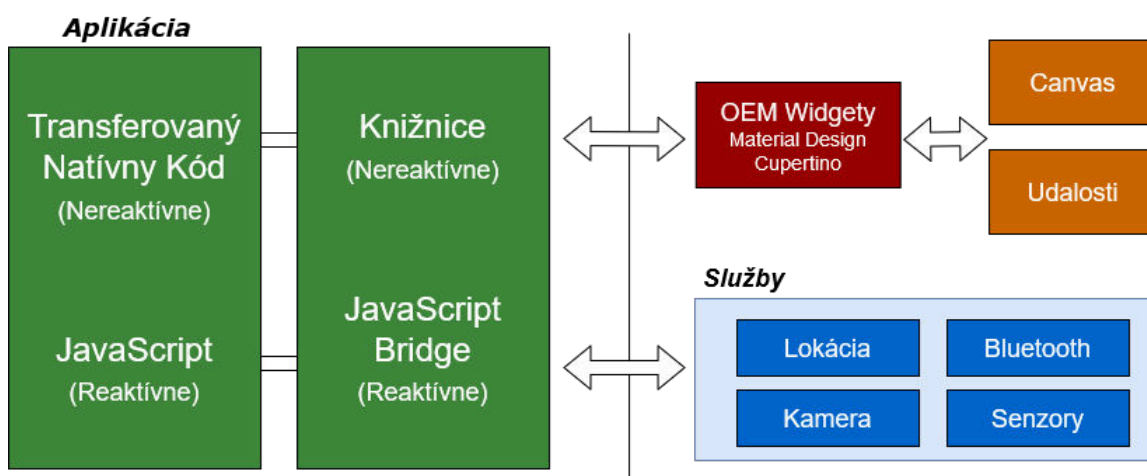 Aplikácia
Transferovaný
Natívny Kód
(Nereaktívne)
JavaScript
(Reaktívne)
Knižnice
(Nereaktívne)
JavaScript
Bridge
(Reaktívne)
OEM Widgety
Material Design
Cupertino
Canvas
Udalosti
Služby
Lokácia
Bluetooth
Kamera
Senzory